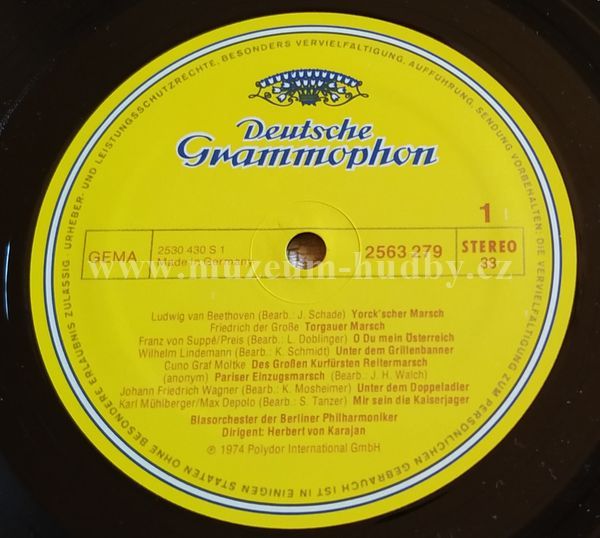 URHEBER- UND LEISTUNGSSCHUTZRECHTE, BESONDERS VERVIELFÄLTIGUNG, AUFFÜHRUNG, SENDUNG VORBEHALTEN; DIE VERVIELFÄLTIGUNG ZUM PERSÖNLICHEN GEBRAUCH IST IN EINIGEN STAATEN OHNE BESONDERE ERLAUBNIS ZULÄSSIG -
Deutsche
Grammophon
1
GEMA
2530 430 S 1
Made in Germany
2563 279
STEREO
33
www.muzeum-hudby.cz
Ludwig van Beethoven (Bearb.: J. Schade) Yorck'scher Marsch
Friedrich der Große Torgauer Marsch
Franz von Suppé/Preis (Bearb.: L. Doblinger) O Du mein Österreich
Wilhelm Lindemann (Bearb.: K. Schmidt) Unter dem Grillenbanner
Cuno Graf Moltke Des Großen Kurfürsten Reitermarsch
(anonym) Pariser Einzugsmarsch (Bearb.: J. H. Walch)
Johann Friedrich Wagner (Bearb.: K. Mosheimer) Unter dem Doppeladler
Karl Mühlberger/Max Depolo (Bearb.: S. Tanzer) Mir sein die Kaiserjager
Blasorchester der Berliner Philharmoniker
Dirigent: Herbert von Karajan
℗ 1974 Polydor International GmbH